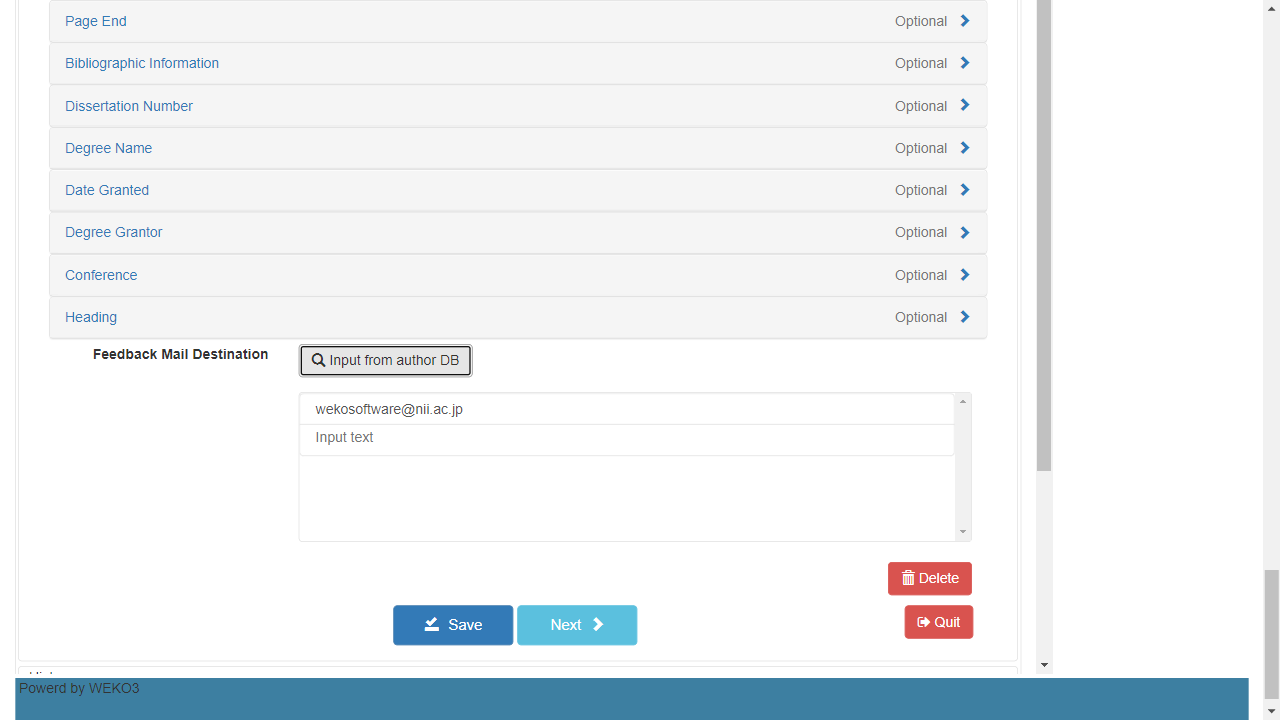 Page End Optional
Bibliographic Information Optional
Dissertation Number Optional
Degree Name Optional
Date Granted Optional
Degree Grantor Optional
Conference Optional
Heading Optional
Feedback Mail Destination Input from author DB
wekosoftware@nii.ac.jp
Input text
Delete
Save Next Quit
Powerd by WEKO3